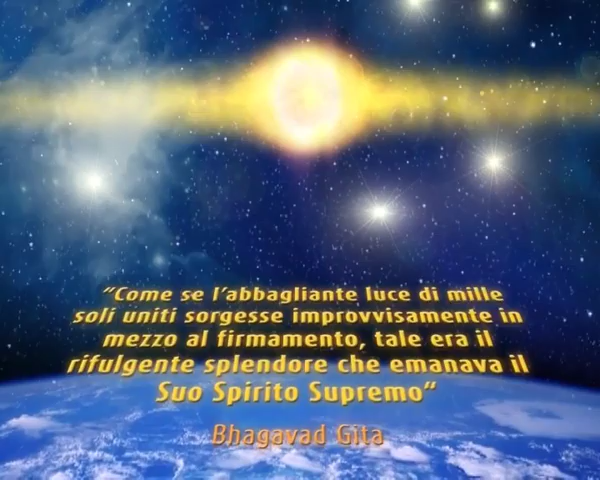 "Come se l'abbagliante luce di mille
soli uniti sorgesse improvvisamente in
mezzo al firmamento, tale era il
rifulgente splendore che emanava il
Suo Spirito Supremo"
Bhagavad Gita